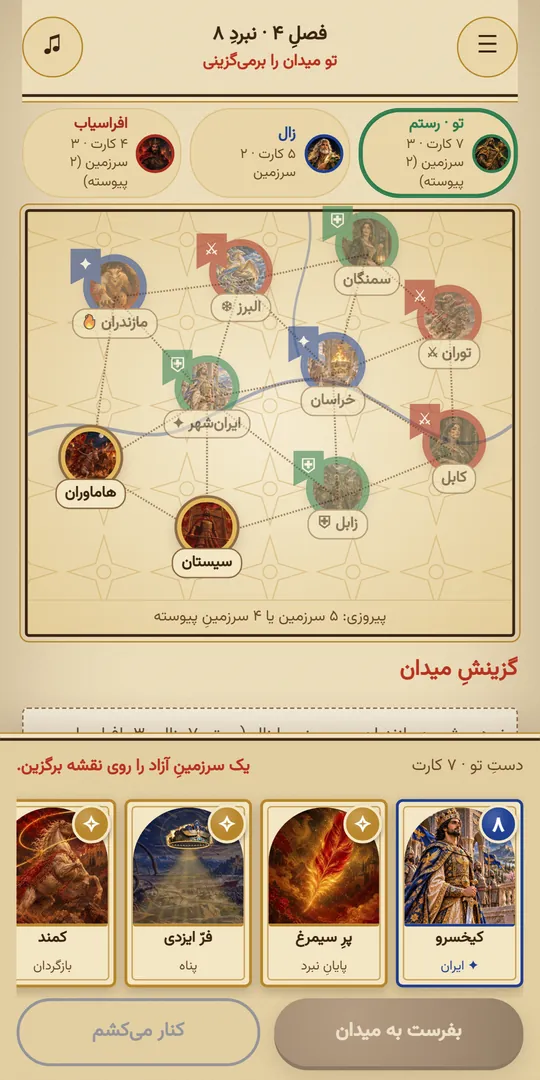 فصلِ ۴ · نبردِ ۸
تو میدان را برمی‌گزینی
تو · رستم
۷ کارت · ۳
سرزمین (۲
پیوسته)
زال
۵ کارت · ۲
سرزمین
افراسیاب
۴ کارت · ۳
سرزمین (۲
پیوسته)
سمنگان
البرز
مازندران
توران
خراسان
ایران‌شهر
کابل
هاماوران
زابل
سیستان
پیروزی: ۵ سرزمین یا ۴ سرزمینِ پیوسته
گزینشِ میدان
دستِ تو · ۷ کارت
یک سرزمینِ آزاد را روی نقشه برگزین.
۸
کیخسرو
ایران
پرِ سیمرغ
پایانِ نبرد
فرّ ایزدی
پناه
کمند
بازگردان
بفرست به میدان
کنار می‌کشم